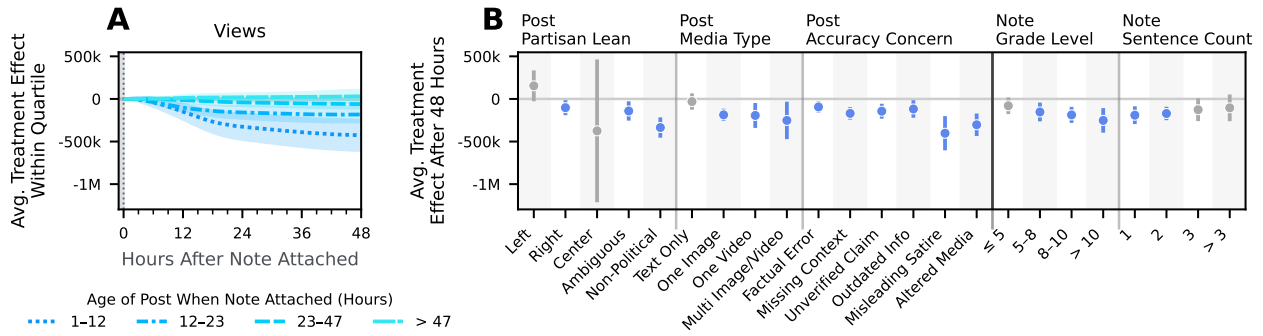 A
Views
Avg. Treatment Effect
Within Quartile
500k
0
-500k
-1M
0 12 24 36 48
Hours After Note Attached
Age of Post When Note Attached (Hours)
1–12 12–23 23–47 > 47
B
Post
Partisan Lean
Post
Media Type
Post
Accuracy Concern
Note
Grade Level
Note
Sentence Count
Avg. Treatment
Effect After 48 Hours
500k
0
-500k
-1M
Left
Right
Center
Ambiguous
Non-Political
Text Only
One Image
One Video
Multi Image/Video
Factual Error
Missing Context
Unverified Claim
Outdated Info
Misleading Satire
Altered Media
≤ 5
5–8
8–10
> 10
1
2
3
> 3